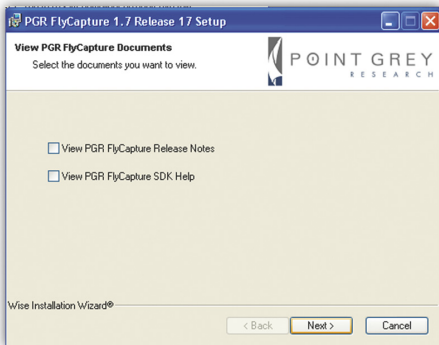 PGR FlyCapture 1.7 Release 17 Setup
View PGR FlyCapture Documents
Select the documents you want to view.
POINT GREY
RESEARCH
View PGR FlyCapture Release Notes
View PGR FlyCapture SDK Help
Wise Installation Wizard®
< Back Next > Cancel